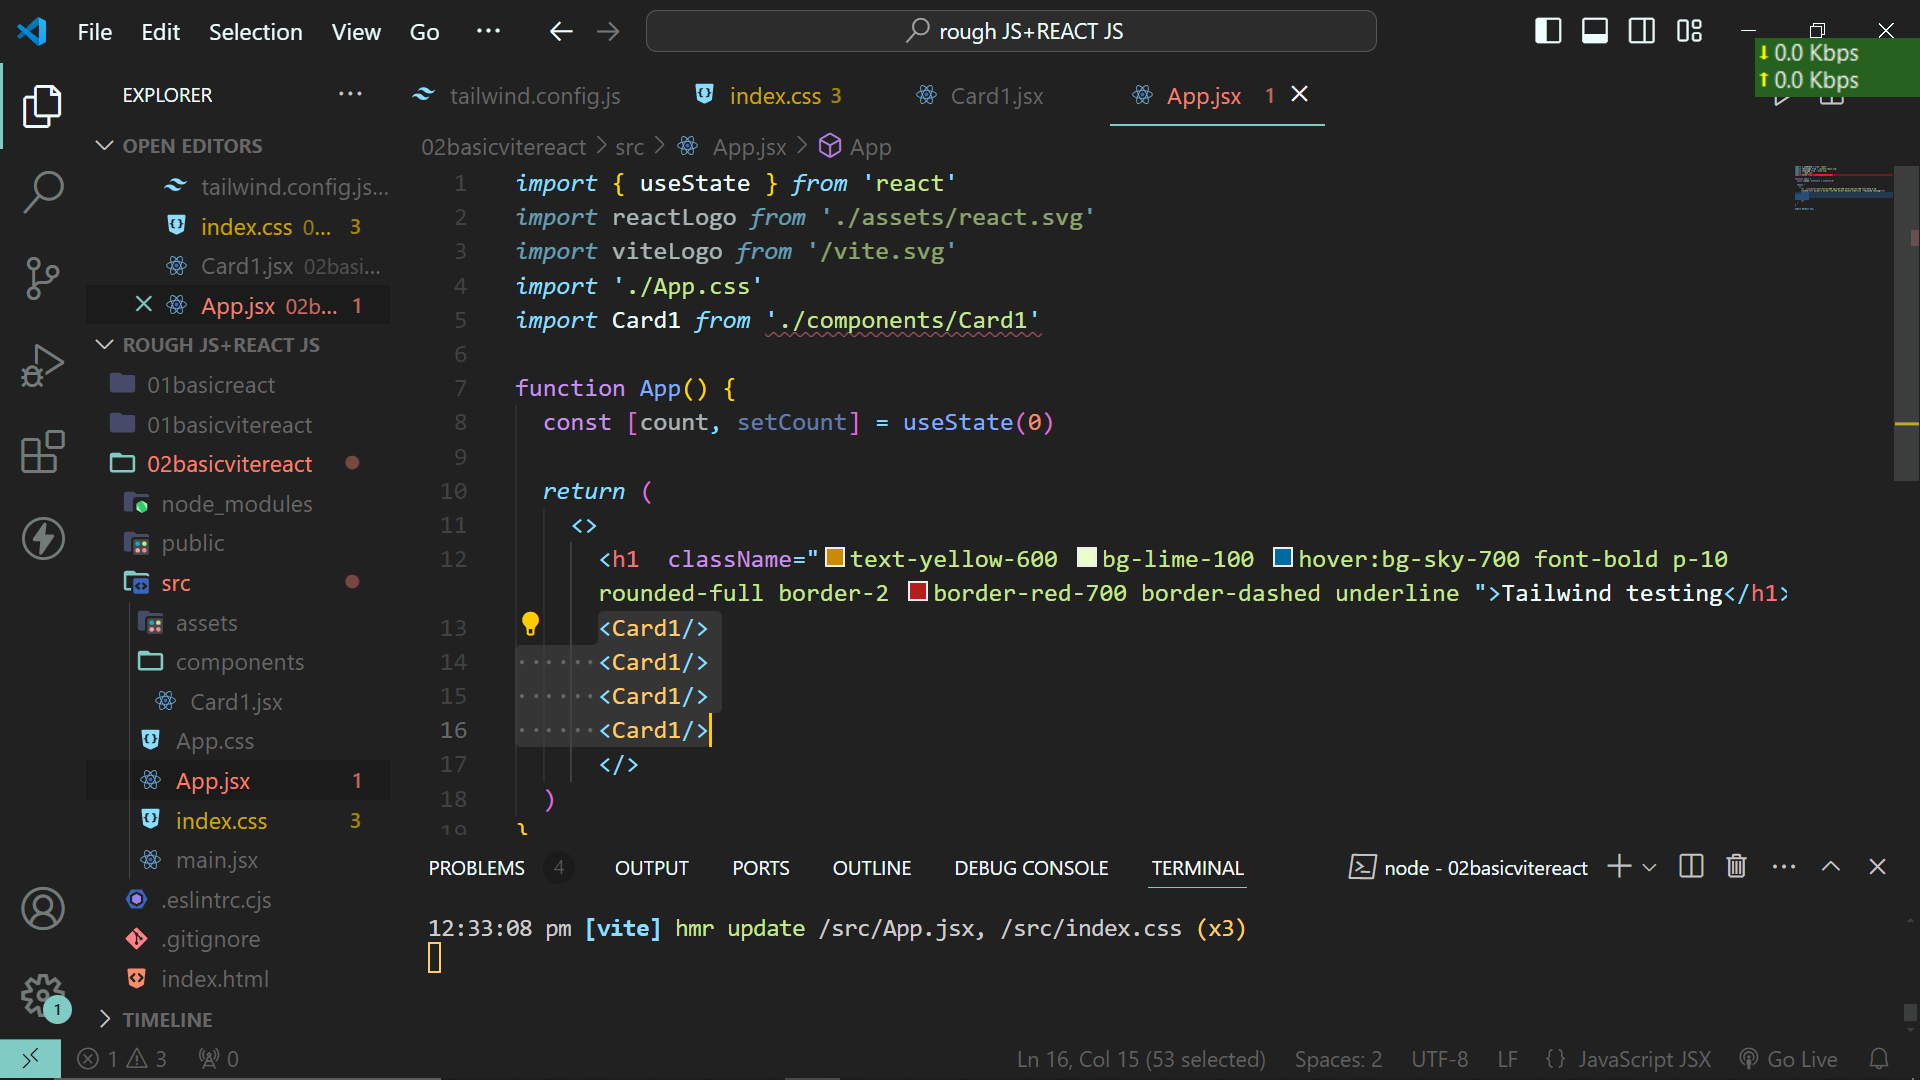 File Edit Selection View Go ··· rough JS+REACT JS
↓ 0.0 Kbps
↑ 0.0 Kbps
EXPLORER ···
tailwind.config.js index.css 3 Card1.jsx App.jsx 1
OPEN EDITORS
tailwind.config.js...
index.css 0... 3
Card1.jsx 02basi...
App.jsx 02b... 1
ROUGH JS+REACT JS
01basicreact
01basicvitereact
02basicvitereact
node_modules
public
src
assets
components
Card1.jsx
App.css
App.jsx 1
index.css 3
main.jsx
.eslintrc.cjs
.gitignore
index.html
TIMELINE
02basicvitereact > src > App.jsx > App
1 import { useState } from 'react'
2 import reactLogo from './assets/react.svg'
3 import viteLogo from '/vite.svg'
4 import './App.css'
5 import Card1 from './components/Card1'
6
7 function App() {
8 const [count, setCount] = useState(0)
9
10 return (
11 <>
12 <h1 className="text-yellow-600 bg-lime-100 hover:bg-sky-700 font-bold p-10
rounded-full border-2 border-red-700 border-dashed underline ">Tailwind testing</h1>
13 <Card1/>
14 ······<Card1/>
15 ······<Card1/>
16 ······<Card1/>
17 </>
18 )
19 }
PROBLEMS 4 OUTPUT PORTS OUTLINE DEBUG CONSOLE TERMINAL node - 02basicvitereact ···
12:33:08 pm [vite] hmr update /src/App.jsx, /src/index.css (x3)
1
1 3 0 Ln 16, Col 15 (53 selected) Spaces: 2 UTF-8 LF {} JavaScript JSX Go Live